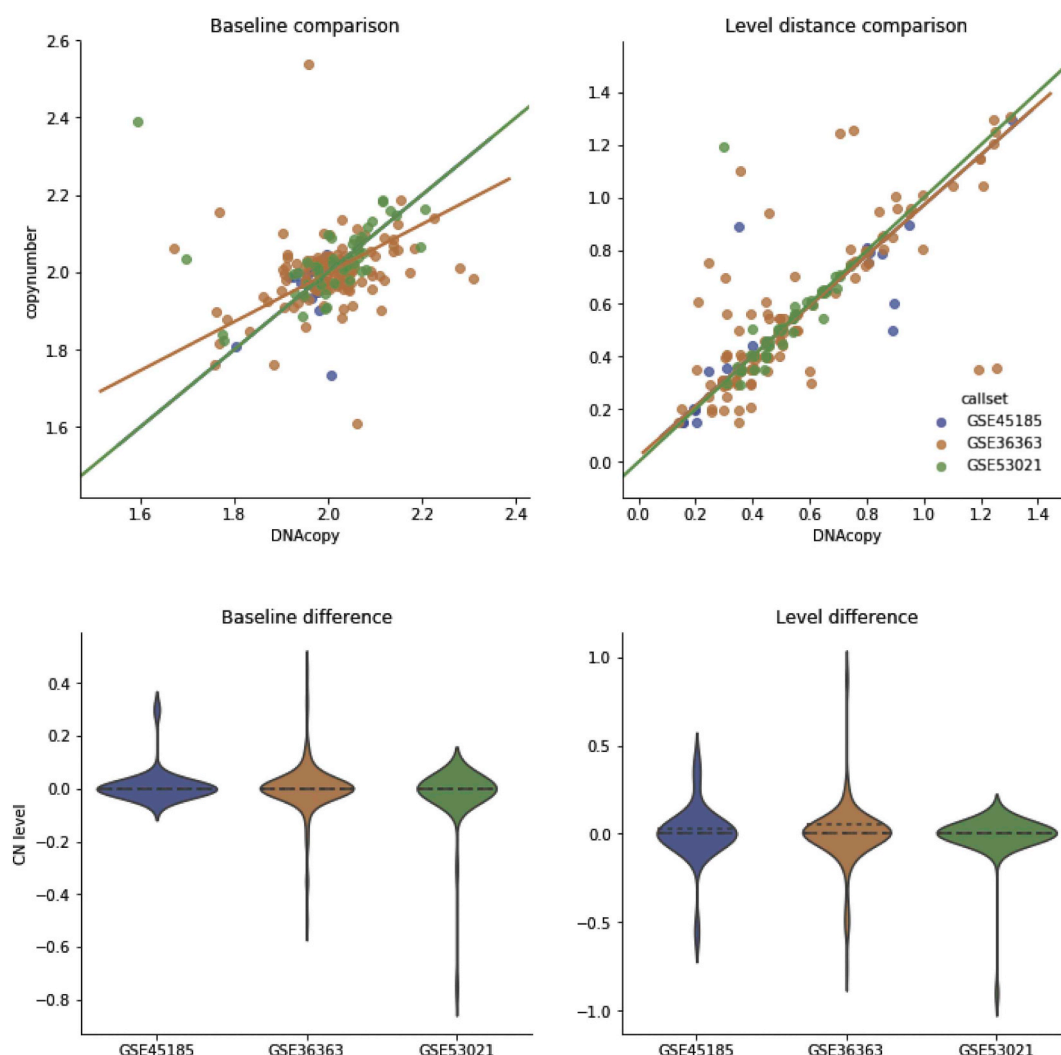 Baseline comparison
2.6
2.4
2.2
2.0
1.8
1.6
copynumber
1.6 1.8 2.0 2.2 2.4
DNAcopy
Level distance comparison
1.4
1.2
1.0
0.8
0.6
0.4
0.2
0.0
callset
GSE45185
GSE36363
GSE53021
0.0 0.2 0.4 0.6 0.8 1.0 1.2 1.4
DNAcopy
Baseline difference
0.4
0.2
0.0
−0.2
−0.4
−0.6
−0.8
CN level
GSE45185 GSE36363 GSE53021
Level difference
1.0
0.5
0.0
−0.5
−1.0
GSE45185 GSE36363 GSE53021